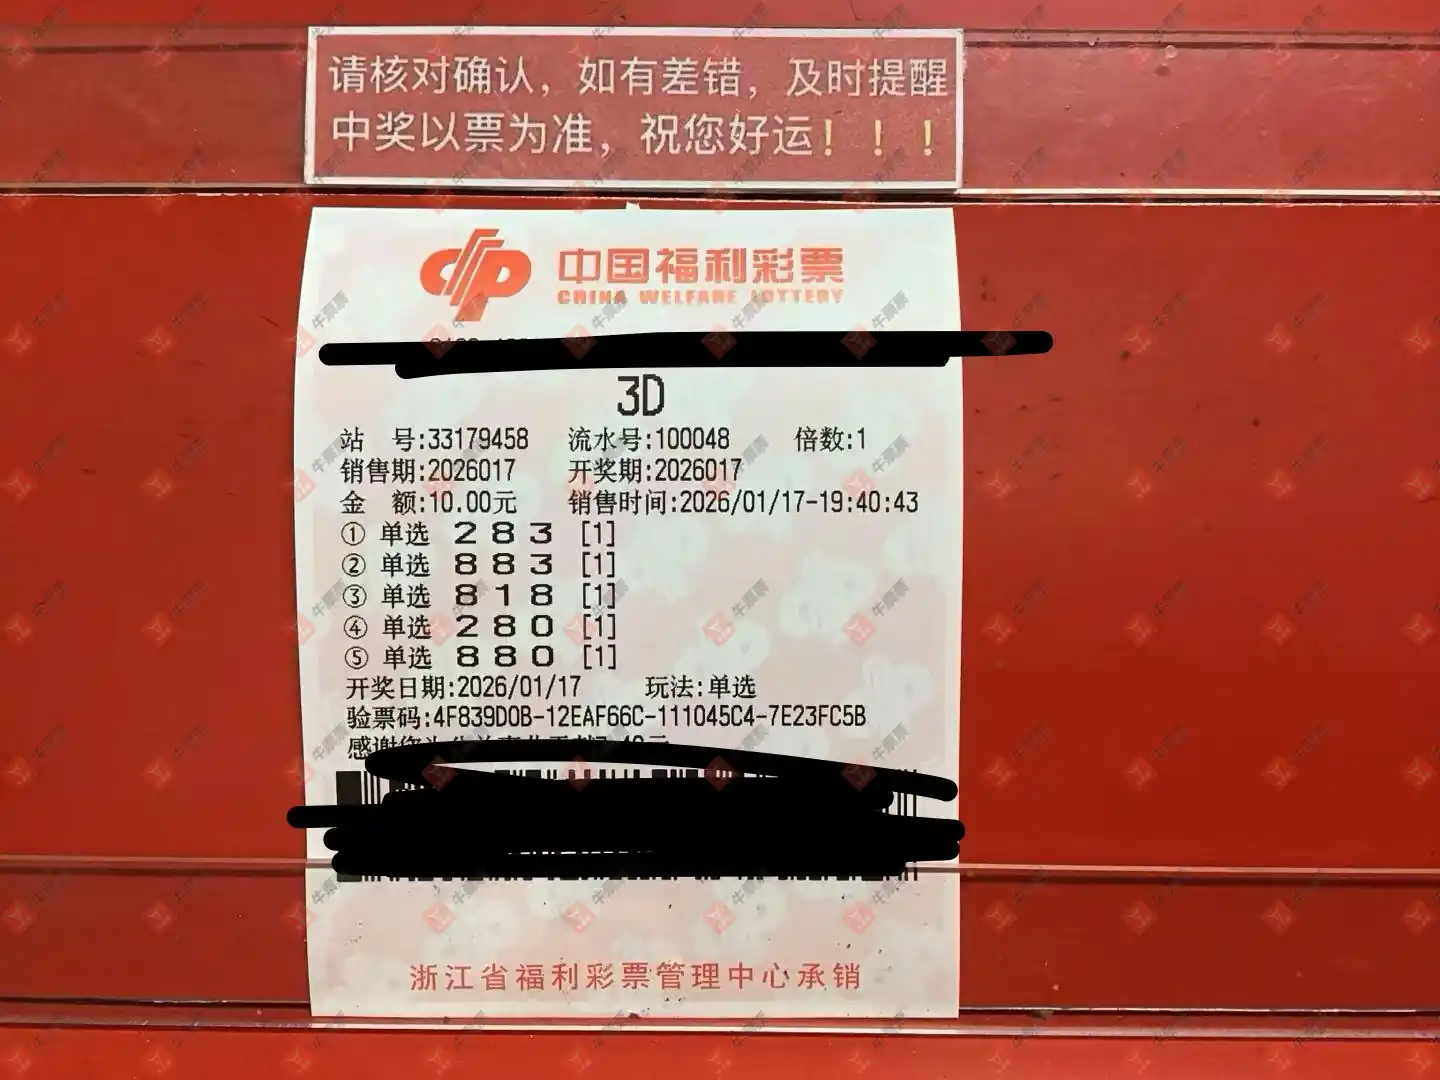 请核对确认，如有差错，及时提醒
中奖以票为准，祝您好运！！！
中国福利彩票
CHINA WELFARE LOTTERY
3D
站 号:33179458 流水号:100048 倍数:1
销售期:2026017 开奖期:2026017
金 额:10.00元 销售时间:2026/01/17-19:40:43
① 单选 2 8 3 [1]
② 单选 8 8 3 [1]
③ 单选 8 1 8 [1]
④ 单选 2 8 0 [1]
⑤ 单选 8 8 0 [1]
开奖日期:2026/01/17 玩法:单选
验票码:4F839D0B-12EAF66C-111045C4-7E23FC5B
感谢您为
浙江省福利彩票管理中心承销
牛票票